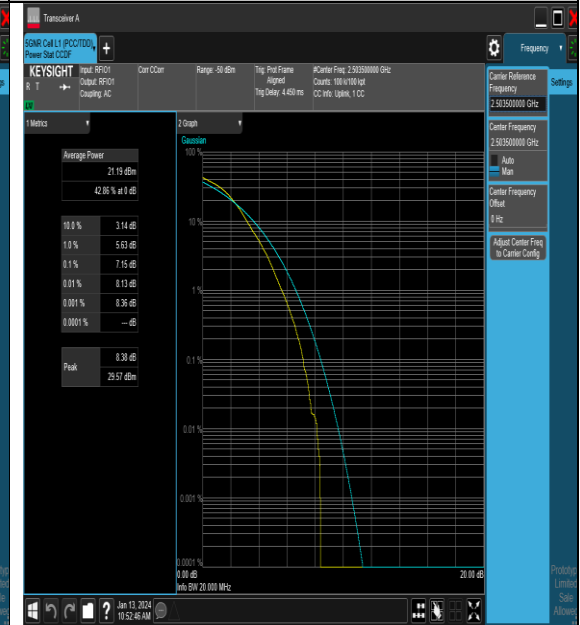 Transceiver A
5GNR Cell L1 (PCC/TDD),
Power Stat CCDF
+
Frequency
KEYSIGHT
R T
Input: RFIO1
Output: RFIO1
Coupling: AC
Corr CCorr
Range: -50 dBm
Trig: Prot Frame
Aligned
Trig Delay: 4.450 ms
#Center Freq: 2.503500000 GHz
Counts: 100 k/100 kpt
CC Info: Uplink, 1 CC
Carrier Reference
Frequency
2.503500000 GHz
Settings
Center Frequency
2.503500000 GHz
Auto
Man
Center Frequency
Offset
0 Hz
Adjust Center Freq
to Carrier Config
1 Metrics
Average Power
21.19 dBm
42.06 % at 0 dB
10.0 % 3.14 dB
1.0 % 5.63 dB
0.1 % 7.15 dB
0.01 % 8.13 dB
0.001 % 8.36 dB
0.0001 % --- dB
Peak
8.38 dB
29.57 dBm
2 Graph
Gaussian
100 %
10 %
1 %
0.1 %
0.01 %
0.001 %
0.0001 %
0.00 dB
20.00 dB
Info BW 20.000 MHz
Jan 13, 2024
10:52:46 AM
?